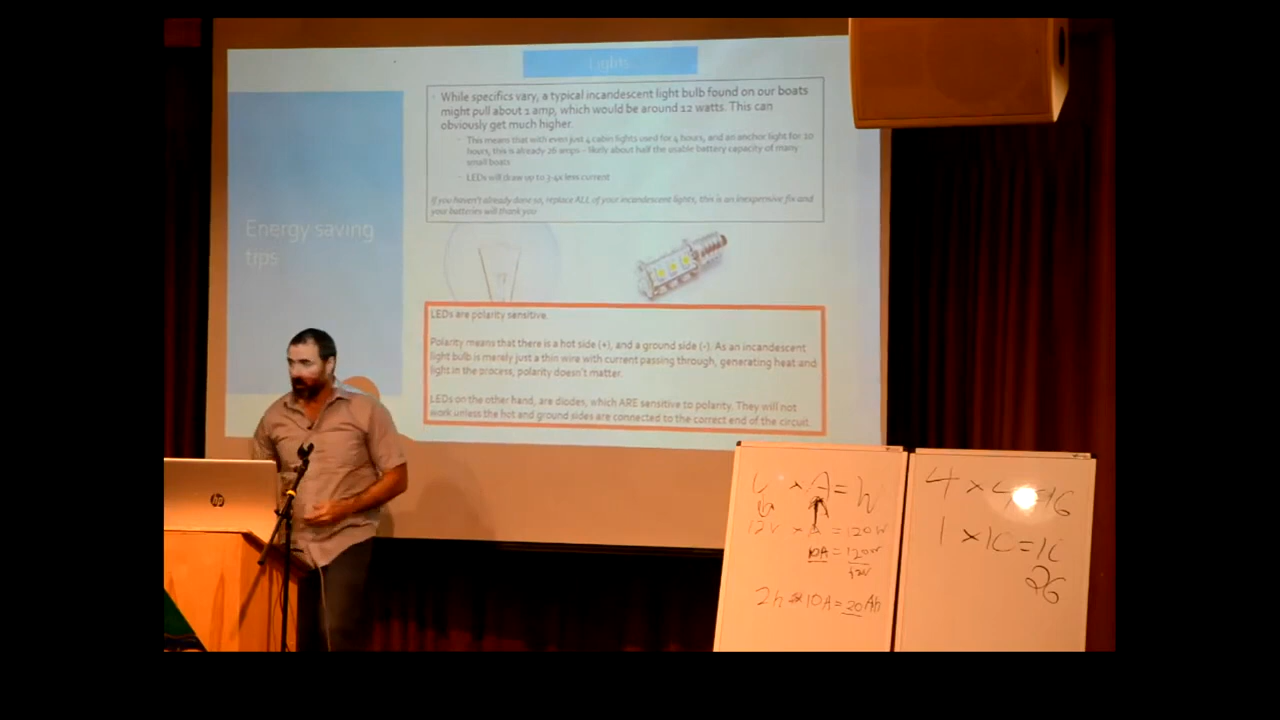 Lights
While specifics vary, a typical incandescent light bulb found on our boats
might pull about 1 amp, which would be around 12 watts. This can
obviously get much higher.
This means that with even just 4 cabin lights used for 4 hours, and an anchor light for 10
hours, this is already 26 amps - likely about half the usable battery capacity of many
small boats
LEDs will draw up to 3-4x less current
If you haven't already done so, replace ALL of your incandescent lights, this is an inexpensive fix and
your batteries will thank you
Energy saving
tips
LEDs are polarity sensitive.
Polarity means that there is a hot side (+), and a ground side (-). As an incandescent
light bulb is merely just a thin wire with current passing through, generating heat and
light in the process, polarity doesn't matter.
LEDs on the other hand, are diodes, which ARE sensitive to polarity. They will not
work unless the hot and ground sides are connected to the correct end of the circuit.
hp
V × A = W
12V × A = 120W
10A = 120W
12V
2h × 10A = 20Ah
4 × 4 = 16
1 × 10 = 10
26